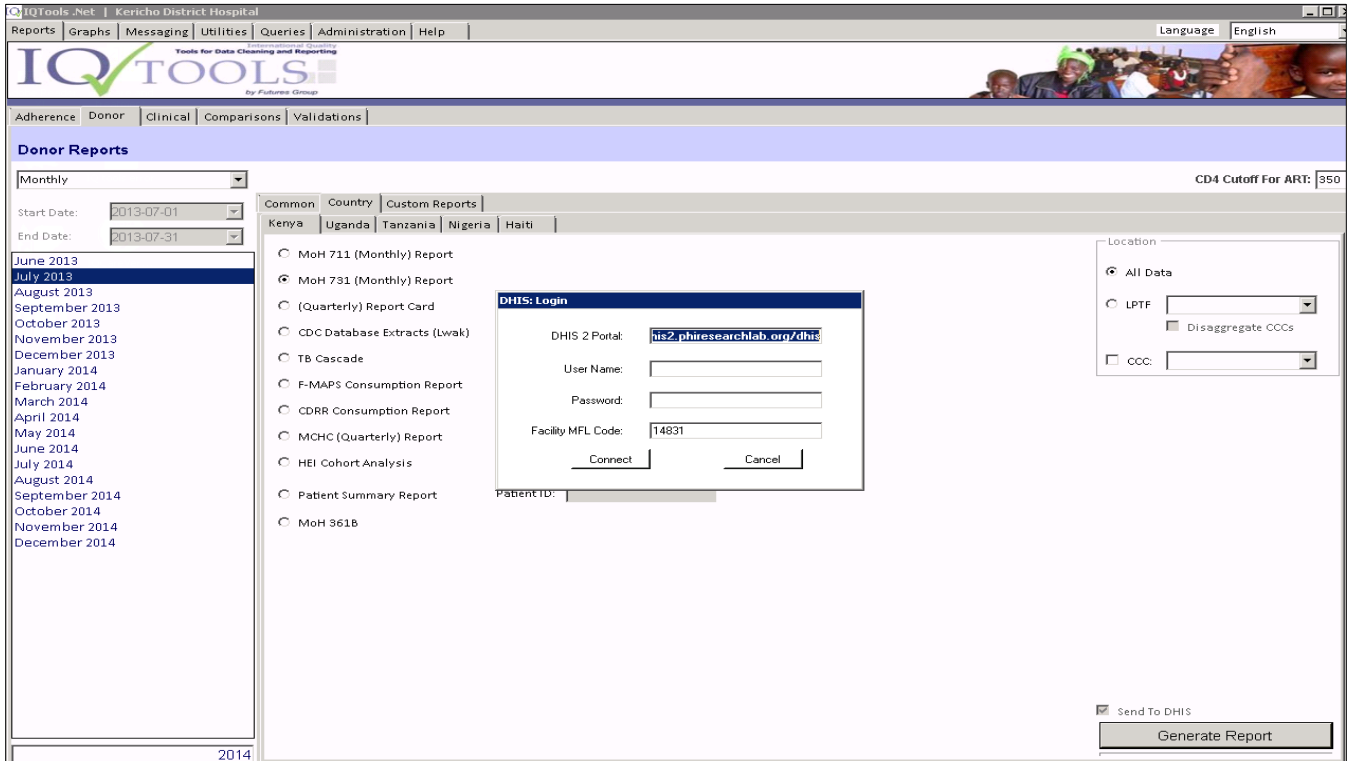 IQTools .Net | Kericho District Hospital
Reports Graphs Messaging Utilities Queries Administration Help
Language English
International Quality
Tools for Data Cleaning and Reporting
IQTOOLS
by Futures Group
Adherence Donor Clinical Comparisons Validations
Donor Reports
Monthly
CD4 Cutoff For ART: 350
Start Date: 2013-07-01
End Date: 2013-07-31
June 2013
July 2013
August 2013
September 2013
October 2013
November 2013
December 2013
January 2014
February 2014
March 2014
April 2014
May 2014
June 2014
July 2014
August 2014
September 2014
October 2014
November 2014
December 2014
2014
Common Country Custom Reports
Kenya Uganda Tanzania Nigeria Haiti
MoH 711 (Monthly) Report
MoH 731 (Monthly) Report
(Quarterly) Report Card
CDC Database Extracts (Lwak)
TB Cascade
F-MAPS Consumption Report
CDRR Consumption Report
MCHC (Quarterly) Report
HEI Cohort Analysis
Patient Summary Report
Patient ID:
MoH 361B
DHIS: Login
DHIS 2 Portal: his2.phiresearchlab.org/dhis
User Name:
Password:
Facility MFL Code: 14831
Connect Cancel
Location
All Data
LPTF
Disaggregate CCCs
CCC:
Send To DHIS
Generate Report